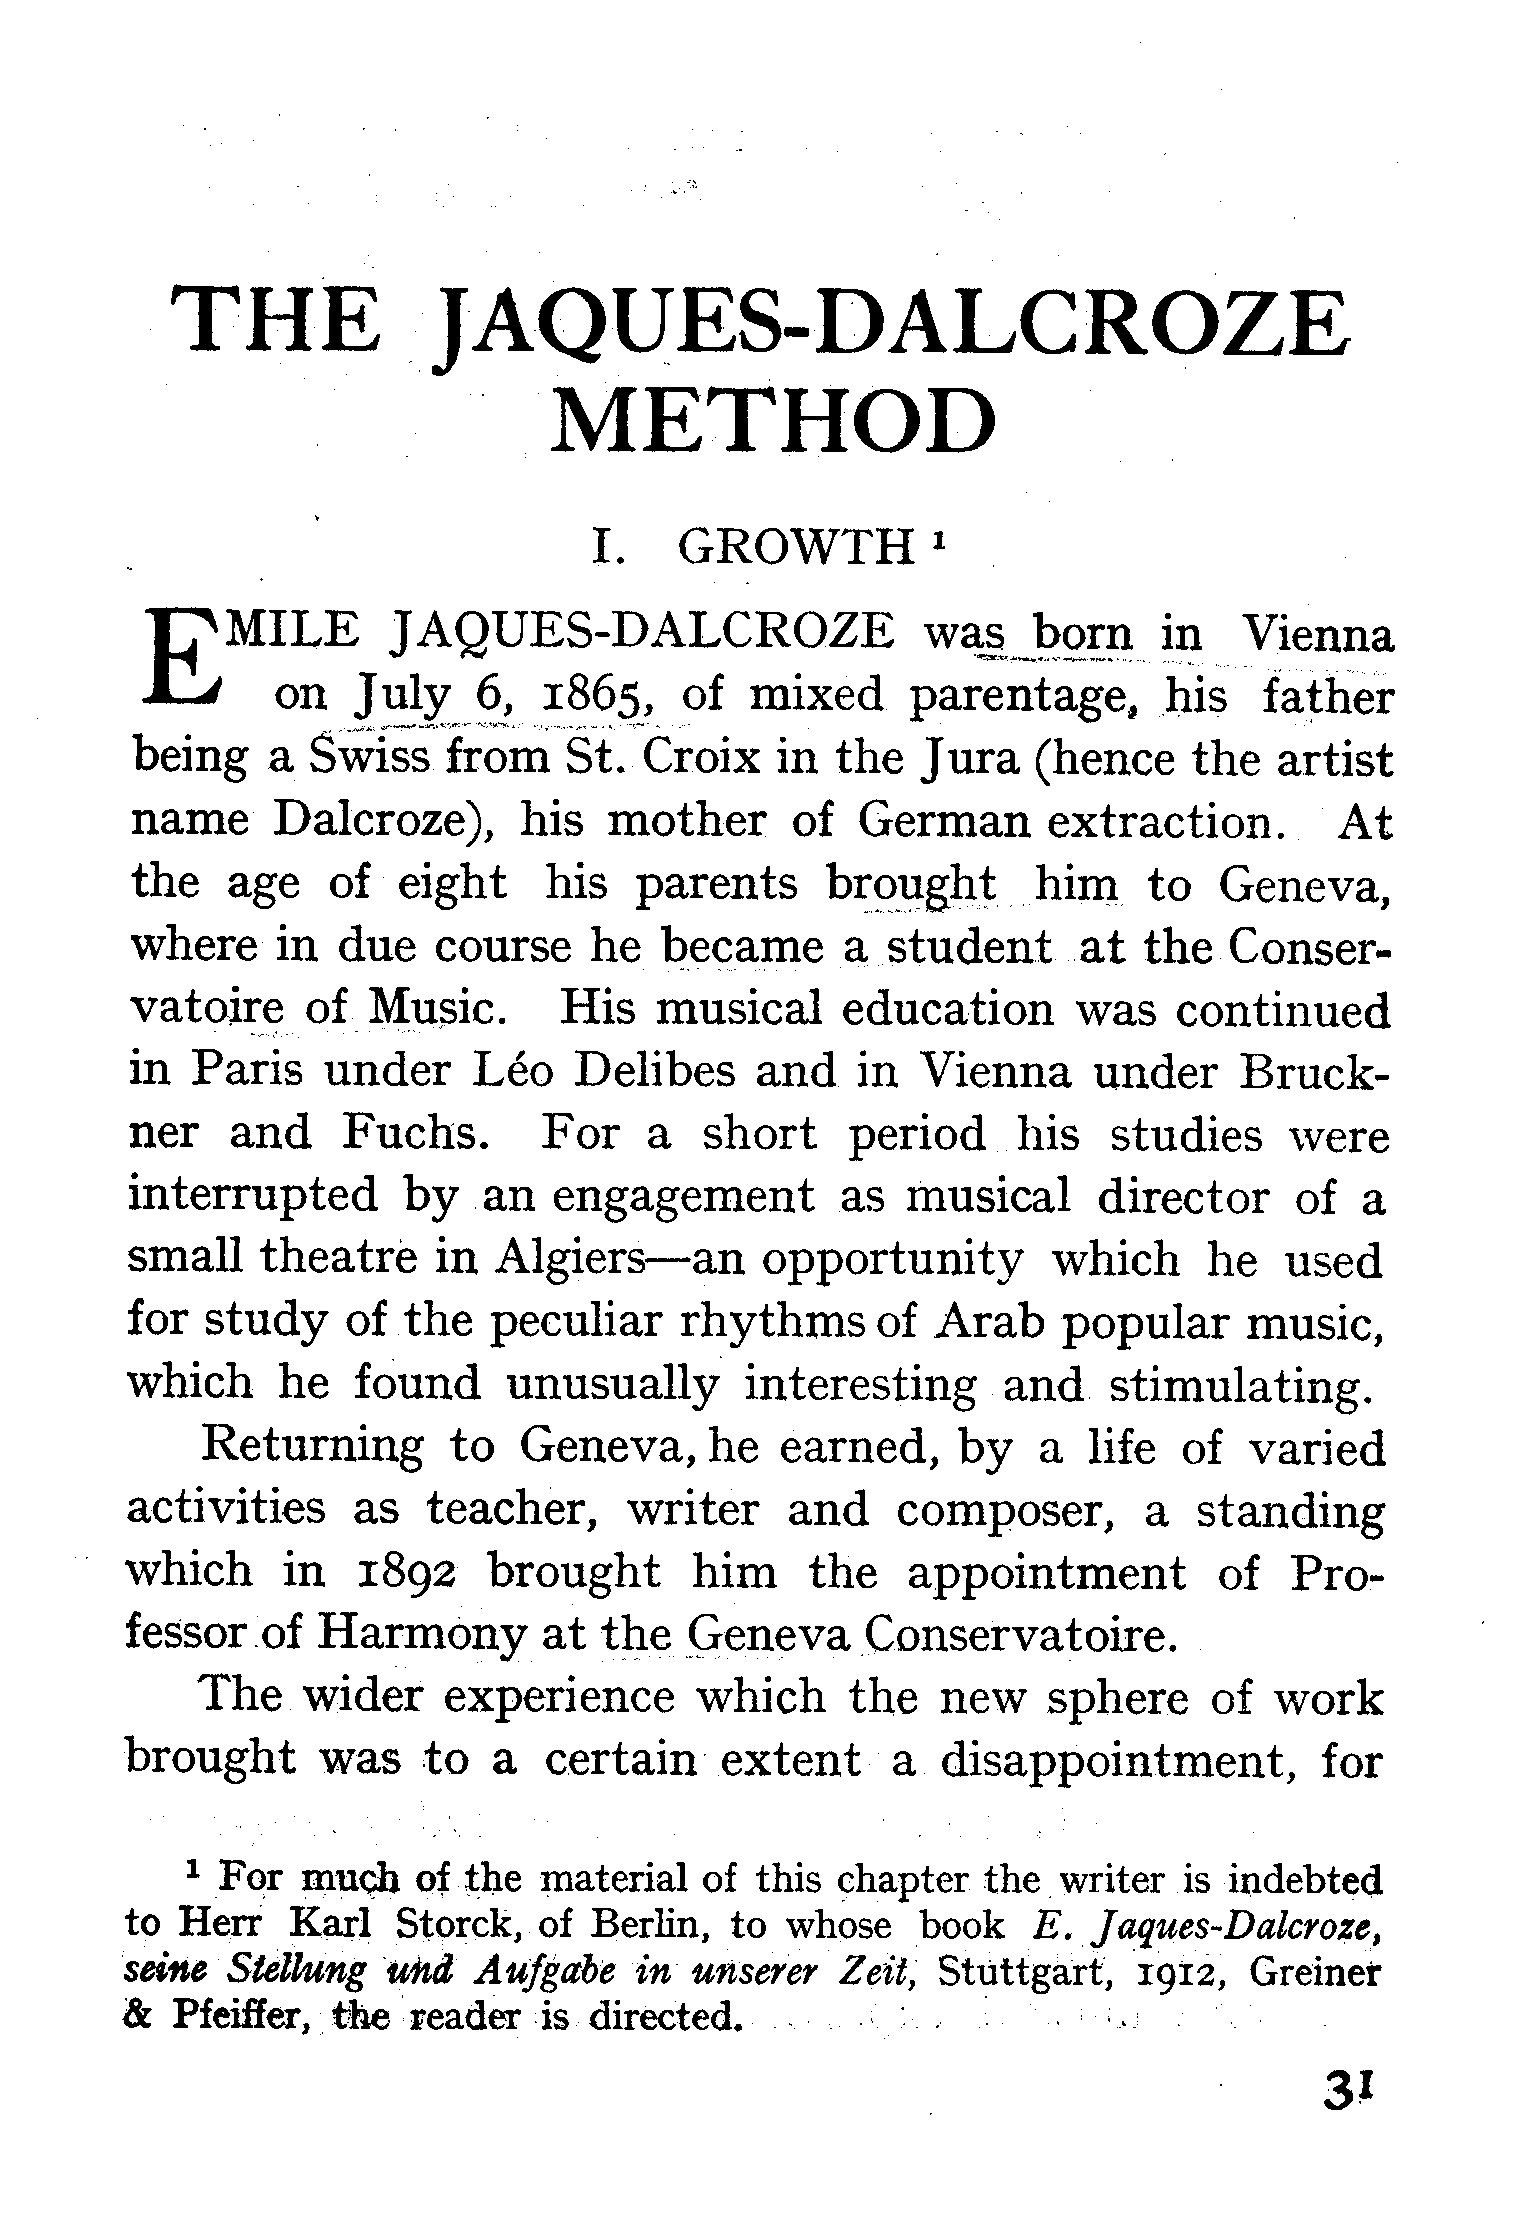 THE JAQUES-DALCROZE
METHOD
I. GROWTH ¹
EMILE JAQUES-DALCROZE was born in Vienna
on July 6, 1865, of mixed parentage, his father
being a Swiss from St. Croix in the Jura (hence the artist
name Dalcroze), his mother of German extraction. At
the age of eight his parents brought him to Geneva,
where in due course he became a student at the Conser-
vatoire of Music. His musical education was continued
in Paris under Léo Delibes and in Vienna under Bruck-
ner and Fuchs. For a short period his studies were
interrupted by an engagement as musical director of a
small theatre in Algiers—an opportunity which he used
for study of the peculiar rhythms of Arab popular music,
which he found unusually interesting and stimulating.
Returning to Geneva, he earned, by a life of varied
activities as teacher, writer and composer, a standing
which in 1892 brought him the appointment of Pro-
fessor of Harmony at the Geneva Conservatoire.
The wider experience which the new sphere of work
brought was to a certain extent a disappointment, for
¹ For much of the material of this chapter the writer is indebted
to Herr Karl Storck, of Berlin, to whose book E. Jaques-Dalcroze,
seine Stellung und Aufgabe in unserer Zeit, Stuttgart, 1912, Greiner
& Pfeiffer, the reader is directed.
31